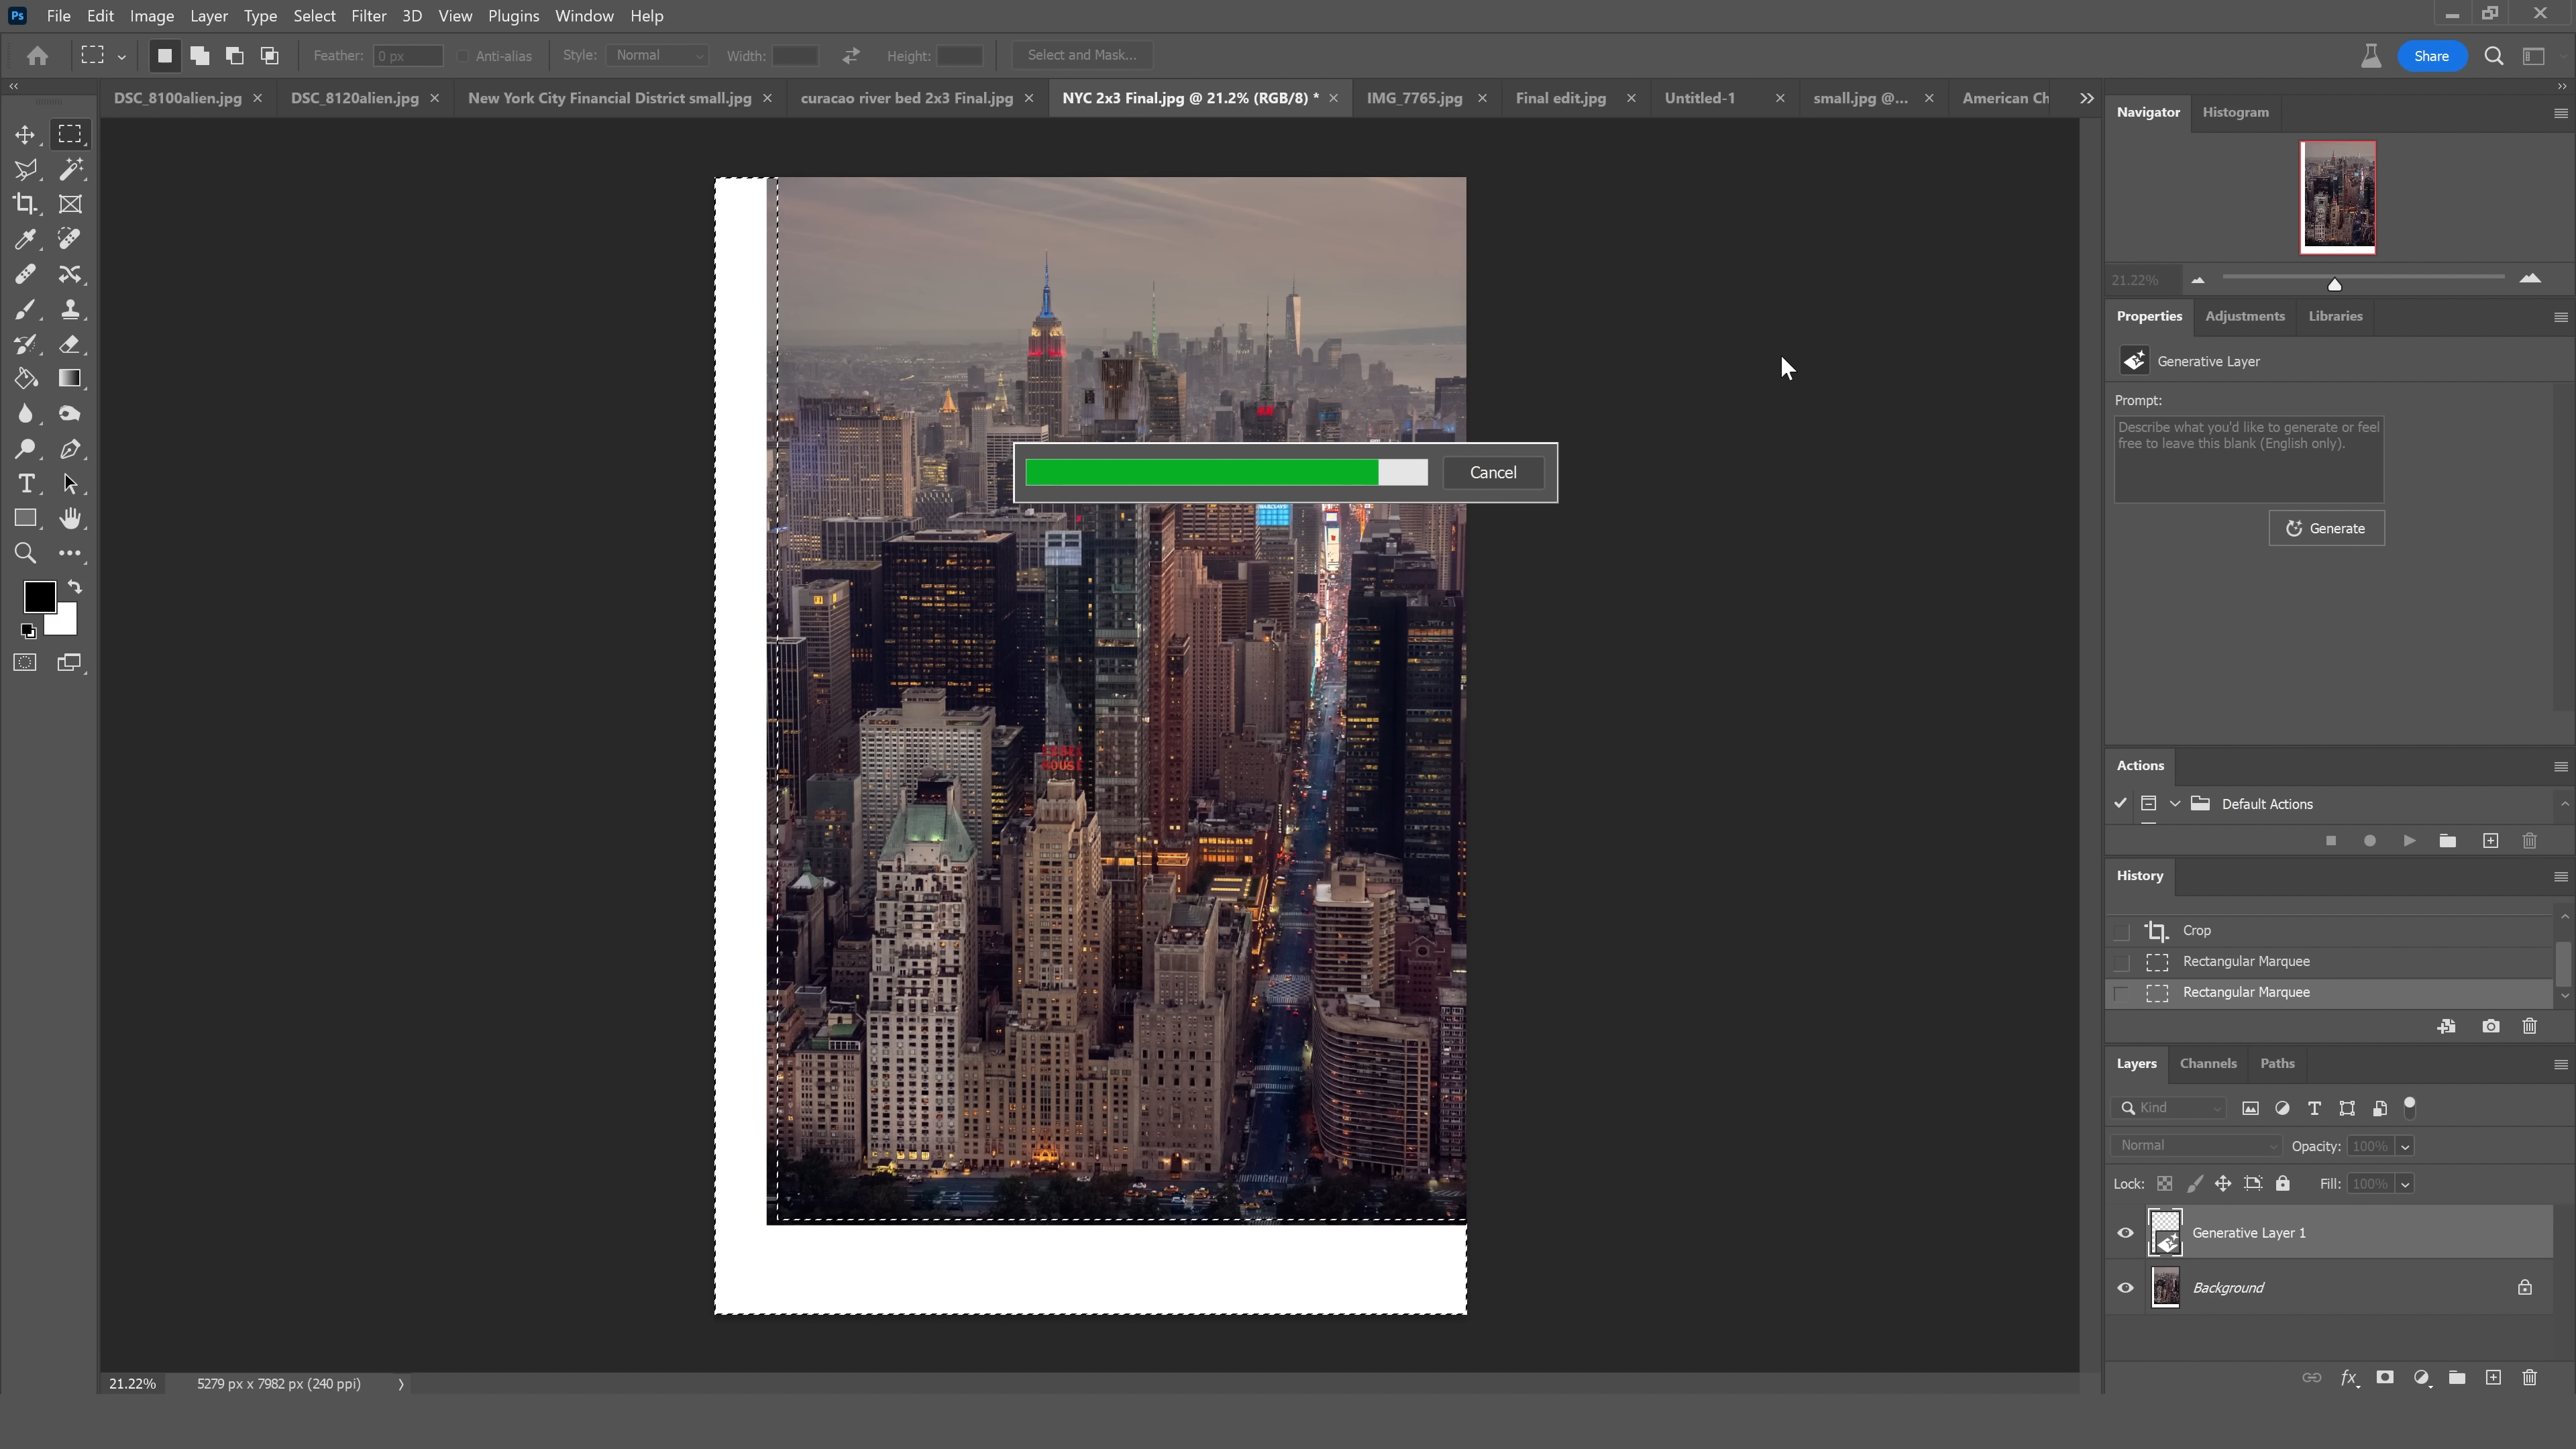 Ps File Edit Image Layer Type Select Filter 3D View Plugins Window Help
Feather: 0 px Anti-alias Style: Normal Width: Height: Select and Mask... Share
DSC_8100alien.jpg DSC_8120alien.jpg New York City Financial District small.jpg curacao river bed 2x3 Final.jpg NYC 2x3 Final.jpg @ 21.2% (RGB/8) * IMG_7765.jpg Final edit.jpg Untitled-1 small.jpg @... American Ch
Navigator Histogram
21.22%
Properties Adjustments Libraries
Generative Layer
Prompt:
Describe what you'd like to generate or feel
free to leave this blank (English only).
Generate
Cancel
BARCLAYS
ESSEX
HOUSE
Actions
Default Actions
History
Crop
Rectangular Marquee
Rectangular Marquee
Layers Channels Paths
Kind
Normal Opacity: 100%
Lock: Fill: 100%
Generative Layer 1
Background
fx
21.22% 5279 px x 7982 px (240 ppi)